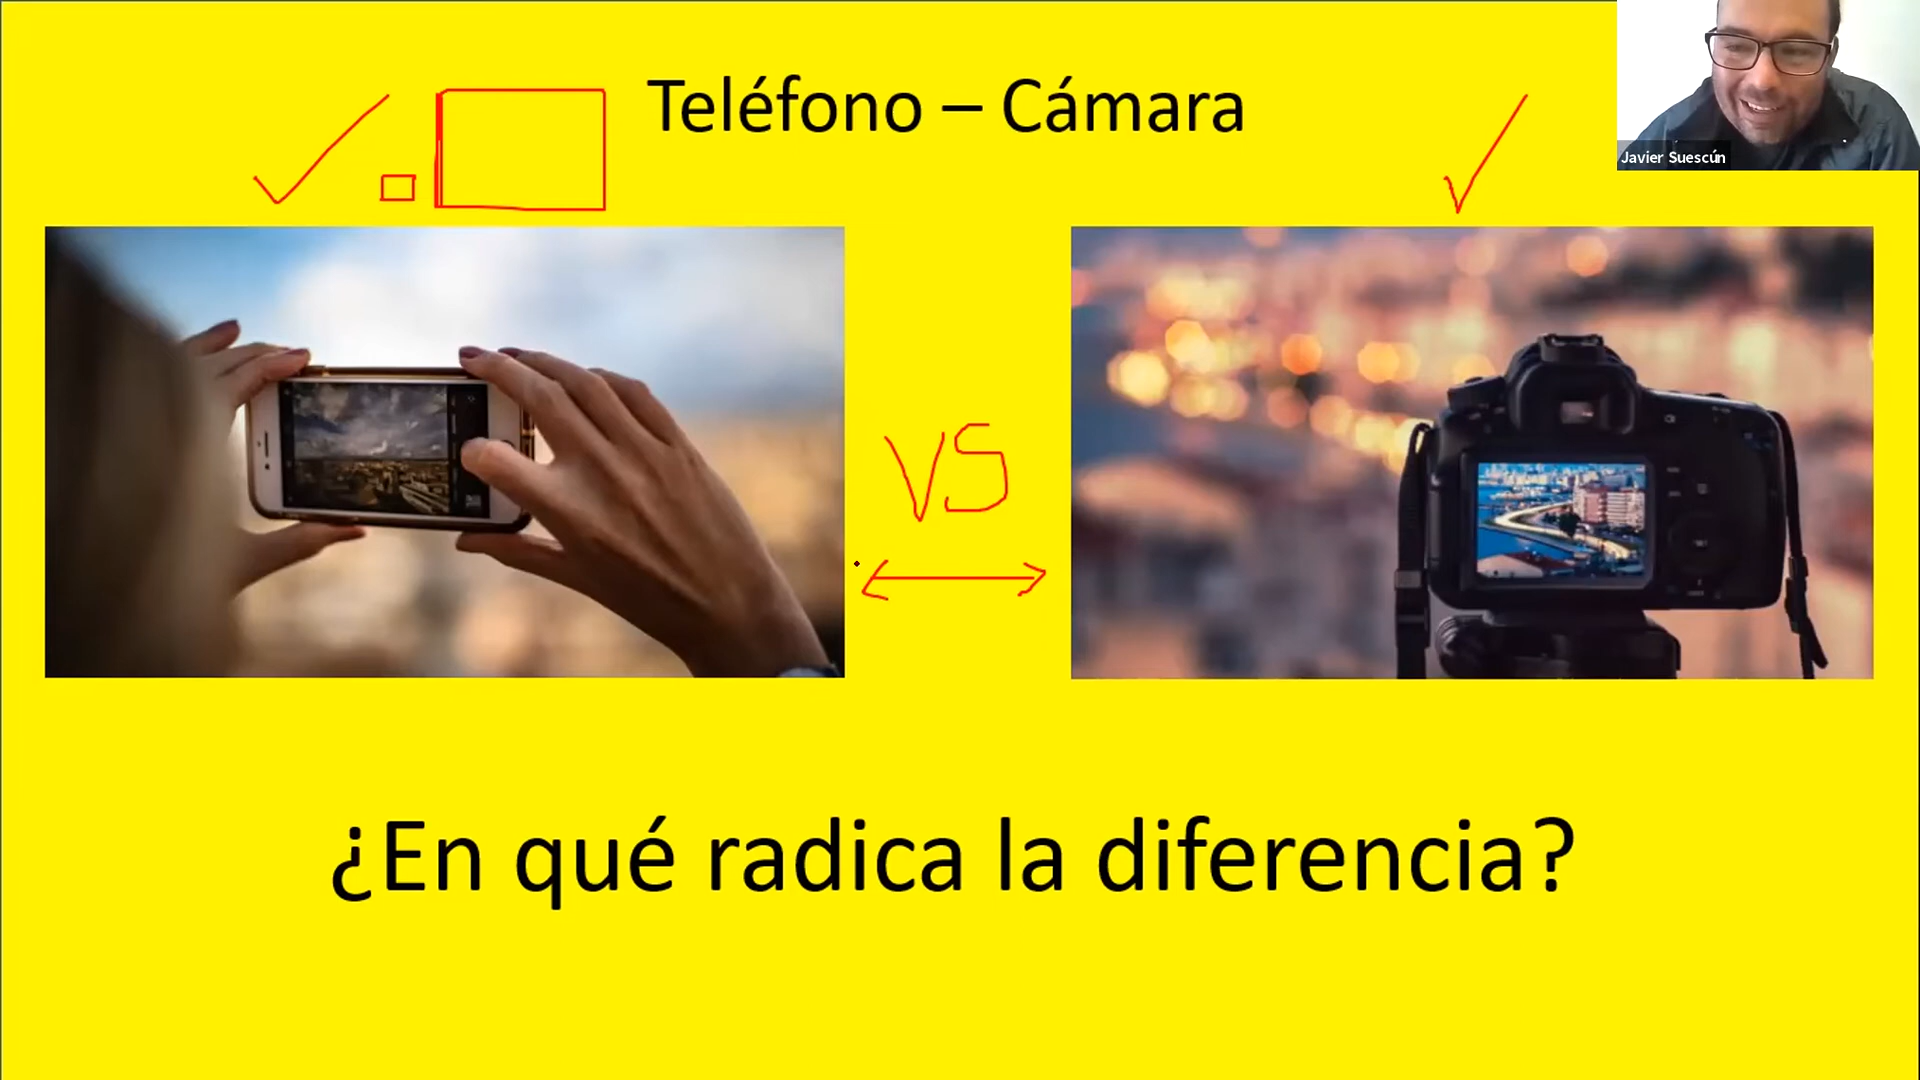 Teléfono – Cámara
Javier Suescún
VS
¿En qué radica la diferencia?